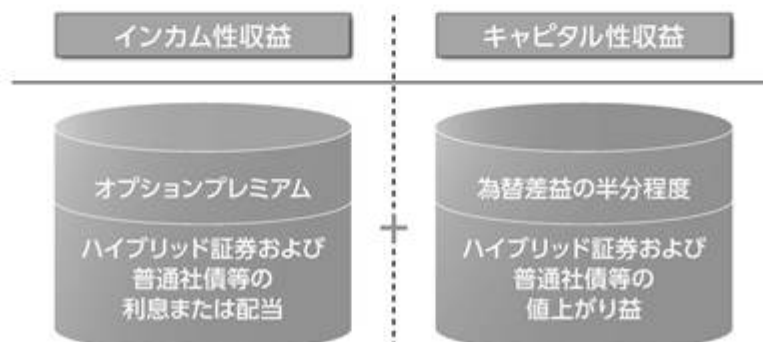 インカム性収益
キャピタル性収益
オプションプレミアム
ハイブリッド証券および
普通社債等の
利息または配当
+
為替差益の半分程度
ハイブリッド証券および
普通社債等の
値上がり益